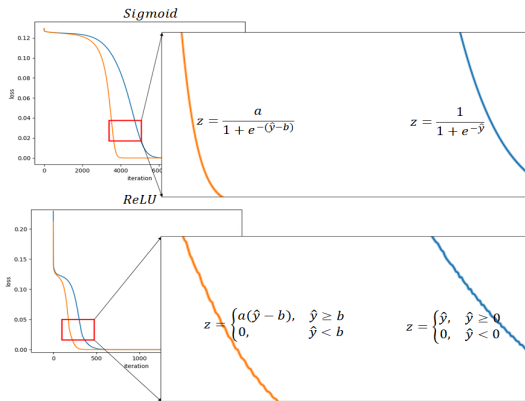 Sigmoid
0.12
0.10
0.08
0.06
0.04
0.02
0.00
loss
0 2000 4000 6
iteration
z = a / (1 + e^{-(ŷ-b)})
z = 1 / (1 + e^{-ŷ})
ReLU
0.20
0.15
0.10
0.05
0.00
loss
0 500 1000
iteration
z = { a(ŷ − b), ŷ ≥ b
0, ŷ < b
z = { ŷ, ŷ ≥ 0
0, ŷ < 0